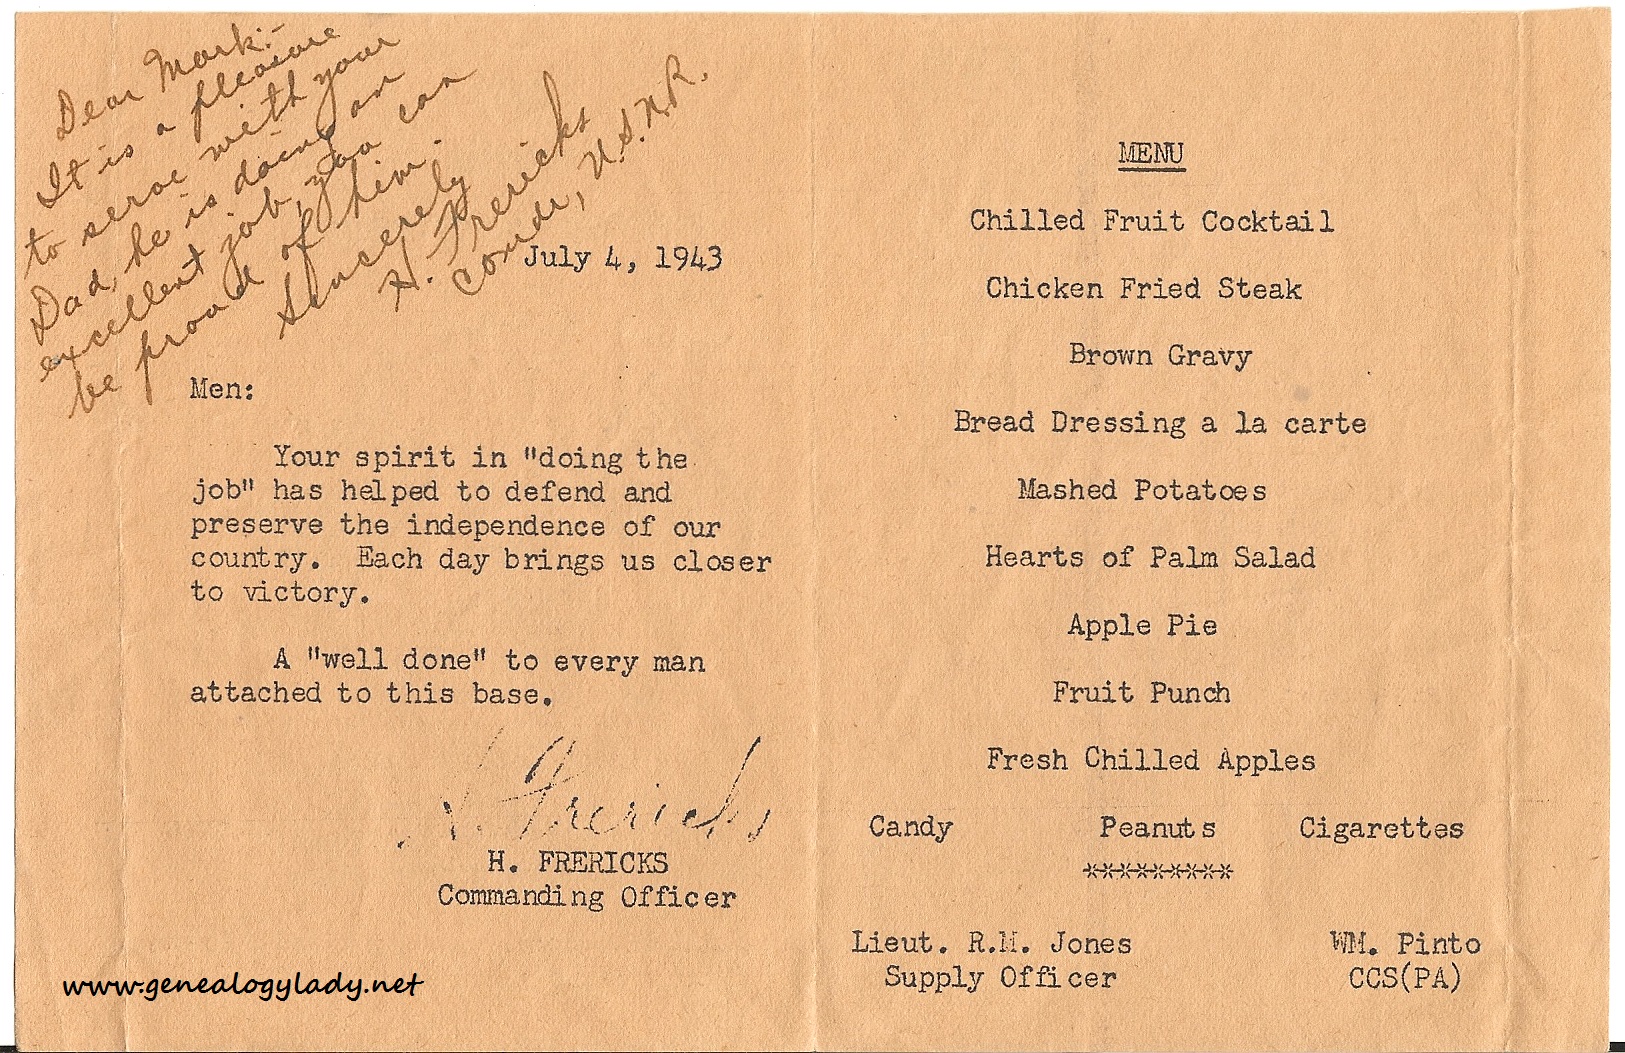 Dear Mark:-
It is a pleasure
to serve with your
Dad, he is doing an
excellent job, you can
be proud of him.
Sincerely
H. Frericks
Comdr, U.S.N.R.
July 4, 1943
Men:
Your spirit in "doing the
job" has helped to defend and
preserve the independence of our
country. Each day brings us closer
to victory.
A "well done" to every man
attached to this base.
H. Frericks
H. FRERICKS
Commanding Officer
www.genealogylady.net
MENU
Chilled Fruit Cocktail
Chicken Fried Steak
Brown Gravy
Bread Dressing a la carte
Mashed Potatoes
Hearts of Palm Salad
Apple Pie
Fruit Punch
Fresh Chilled Apples
Candy Peanuts Cigarettes
*********
Lieut. R.M. Jones WM. Pinto
Supply Officer CCS(PA)